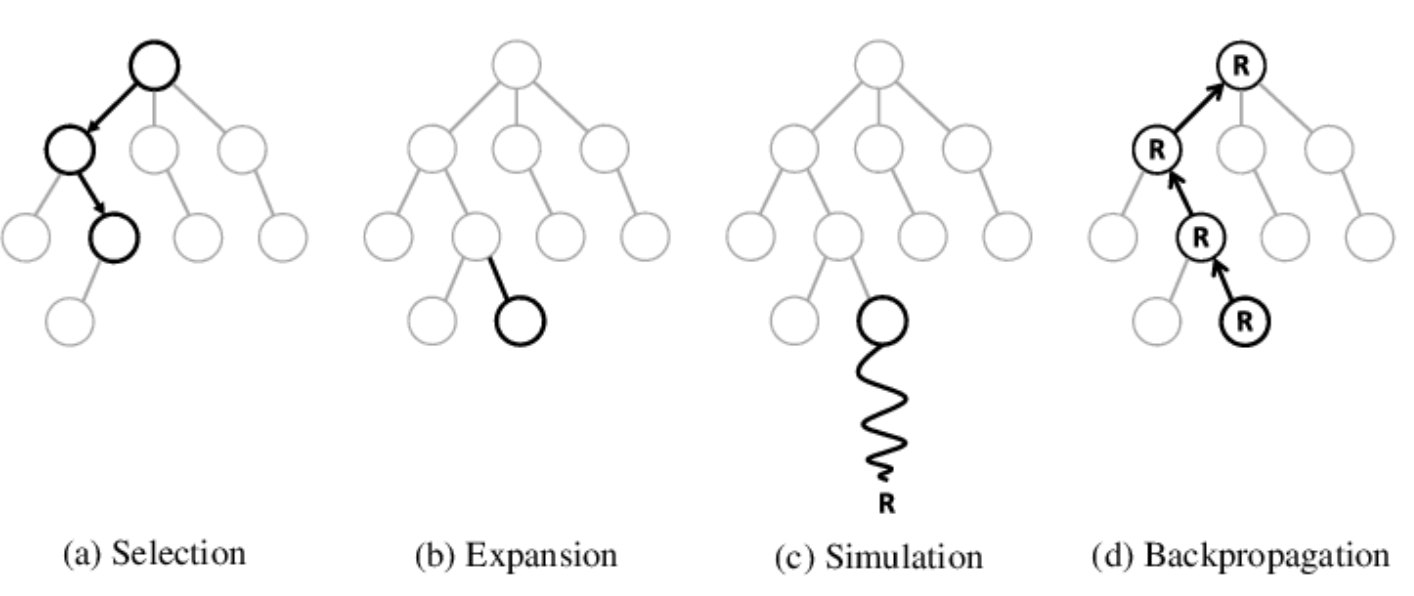 R
R
R
R
R
(a) Selection
(b) Expansion
(c) Simulation
(d) Backpropagation